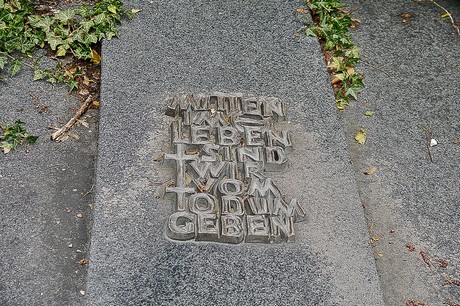 MITTEN
IM
LEBEN
SIND
WIR
VOM
TODUM
GEBEN